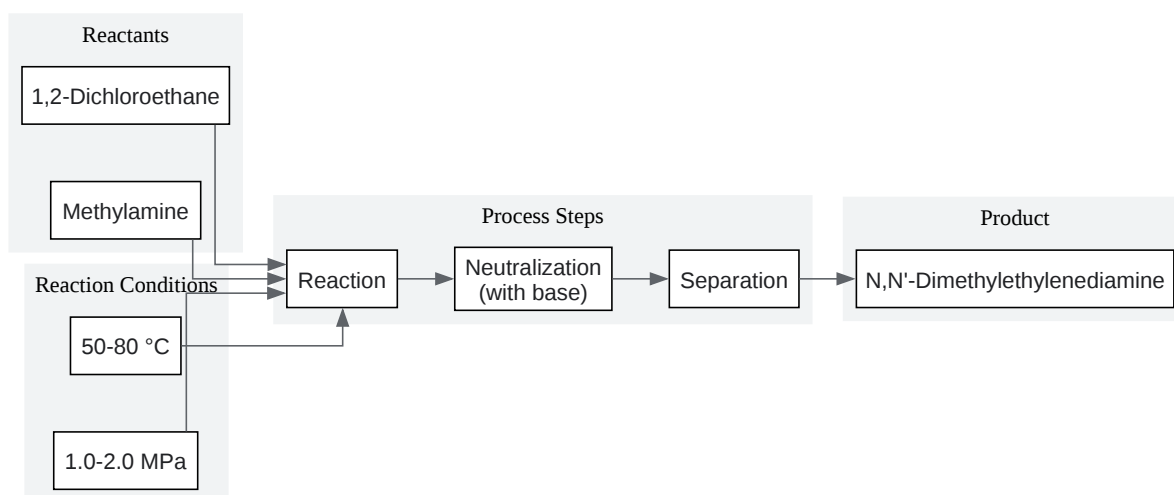 Reactants
1,2-Dichloroethane
Methylamine
Reaction Conditions
50-80 °C
1.0-2.0 MPa
Process Steps
Reaction
Neutralization
(with base)
Separation
Product
N,N'-Dimethylethylenediamine